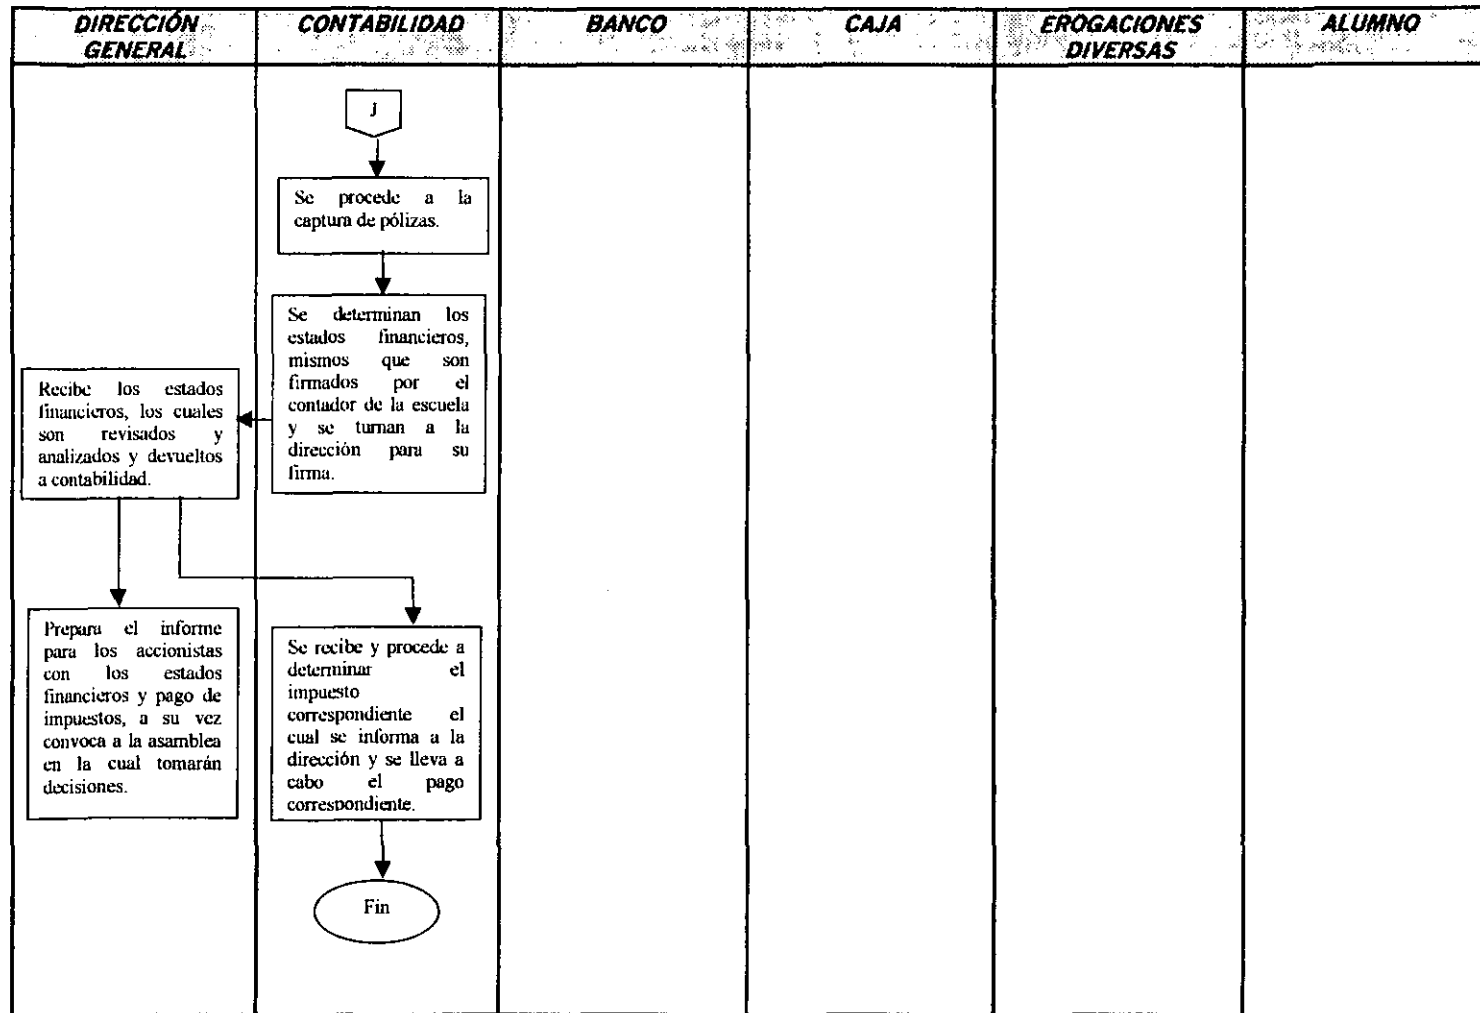 DIRECCIÓN
GENERAL
CONTABILIDAD
BANCO
CAJA
EROGACIONES
DIVERSAS
ALUMNO
J
Se procede a la
captura de pólizas.
Se determinan los
estados financieros,
mismos que son
firmados por el
contador de la escuela
y se turnan a la
dirección para su
firma.
Recibe los estados
financieros, los cuales
son revisados y
analizados y devueltos
a contabilidad.
Prepara el informe
para los accionistas
con los estados
financieros y pago de
impuestos, a su vez
convoca a la asamblea
en la cual tomarán
decisiones.
Se recibe y procede a
determinar el
impuesto
correspondiente el
cual se informa a la
dirección y se lleva a
cabo el pago
correspondiente.
Fin